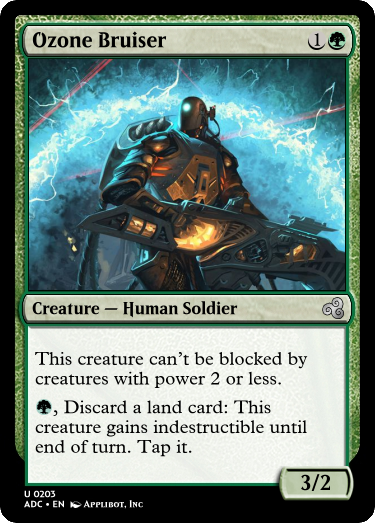 Ozone Bruiser 1
Creature — Human Soldier
This creature can't be blocked by
creatures with power 2 or less.
, Discard a land card: This
creature gains indestructible until
end of turn. Tap it.
3/2
U 0203
ADC • EN Applibot, Inc